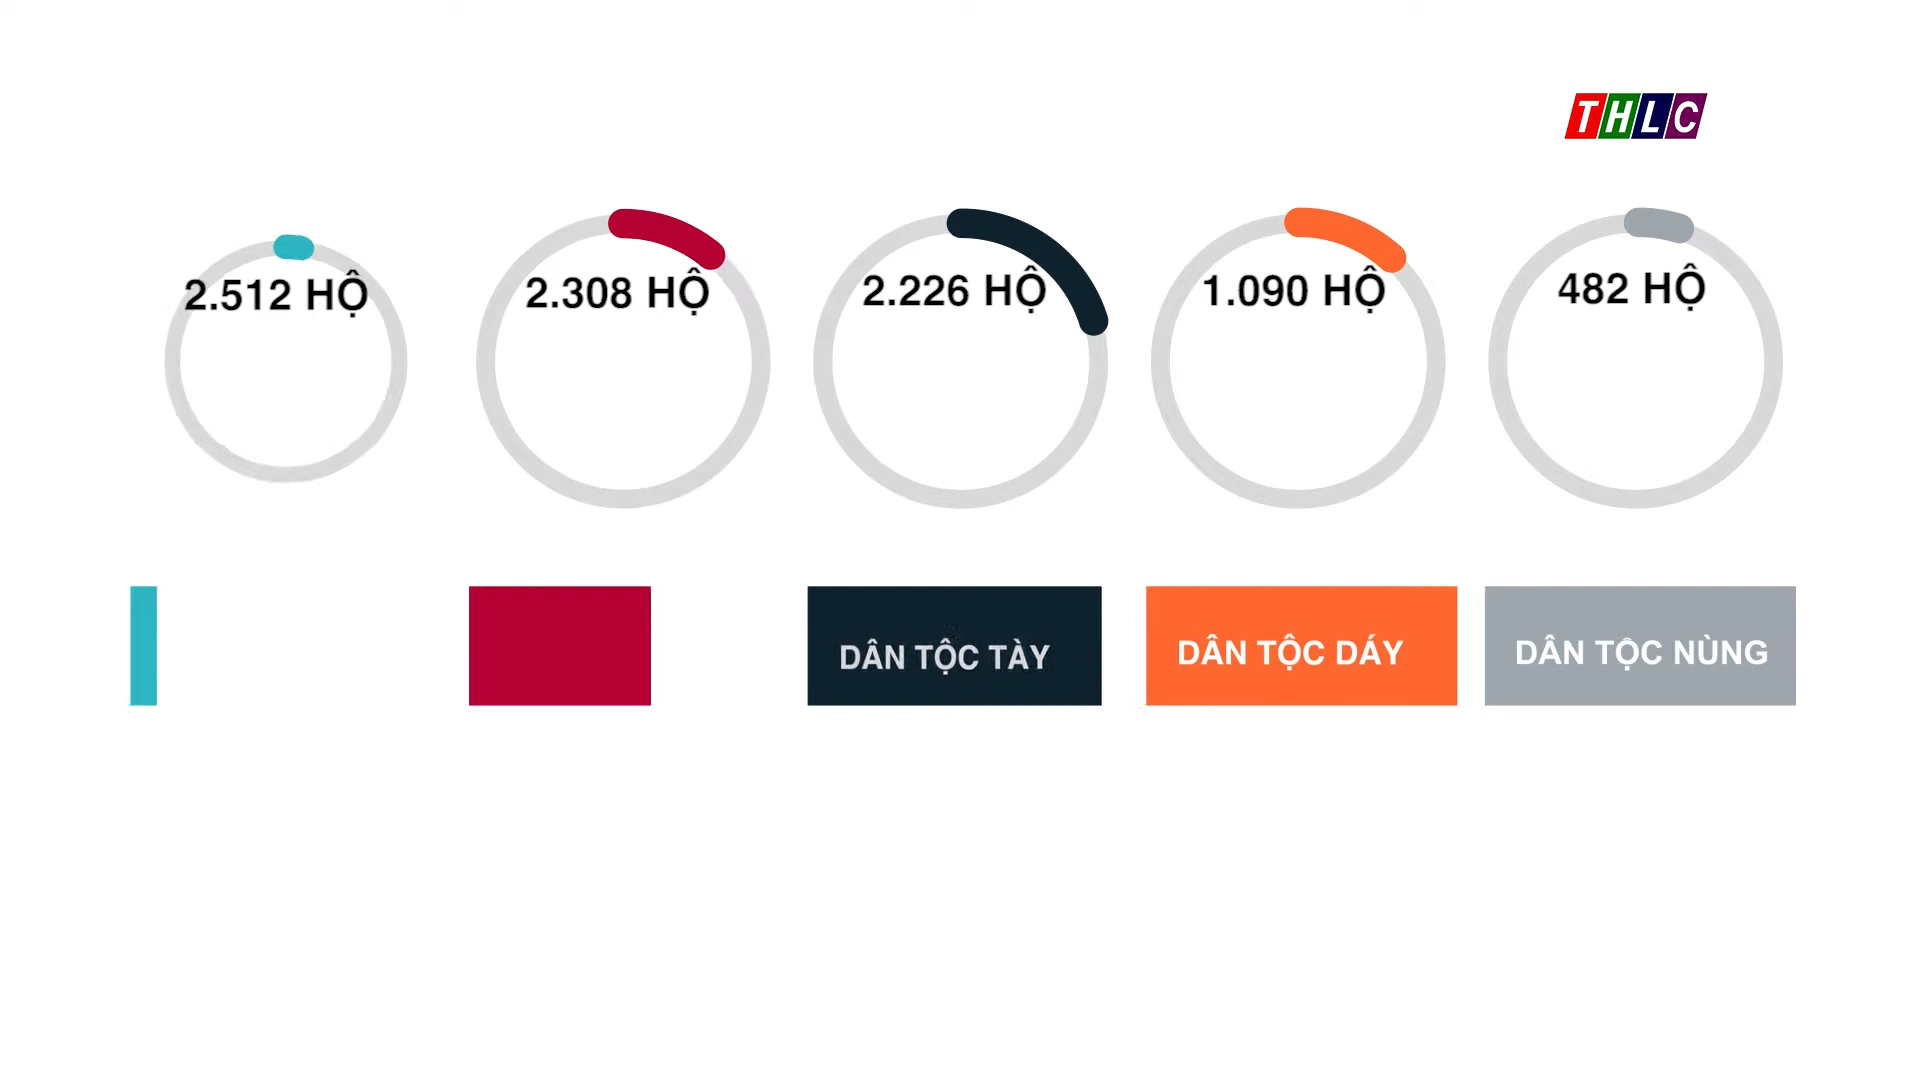 THLC
2.512 HỘ
2.308 HỘ
2.226 HỘ
1.090 HỘ
482 HỘ
DÂN TỘC TÀY
DÂN TỘC DÁY
DÂN TỘC NÙNG